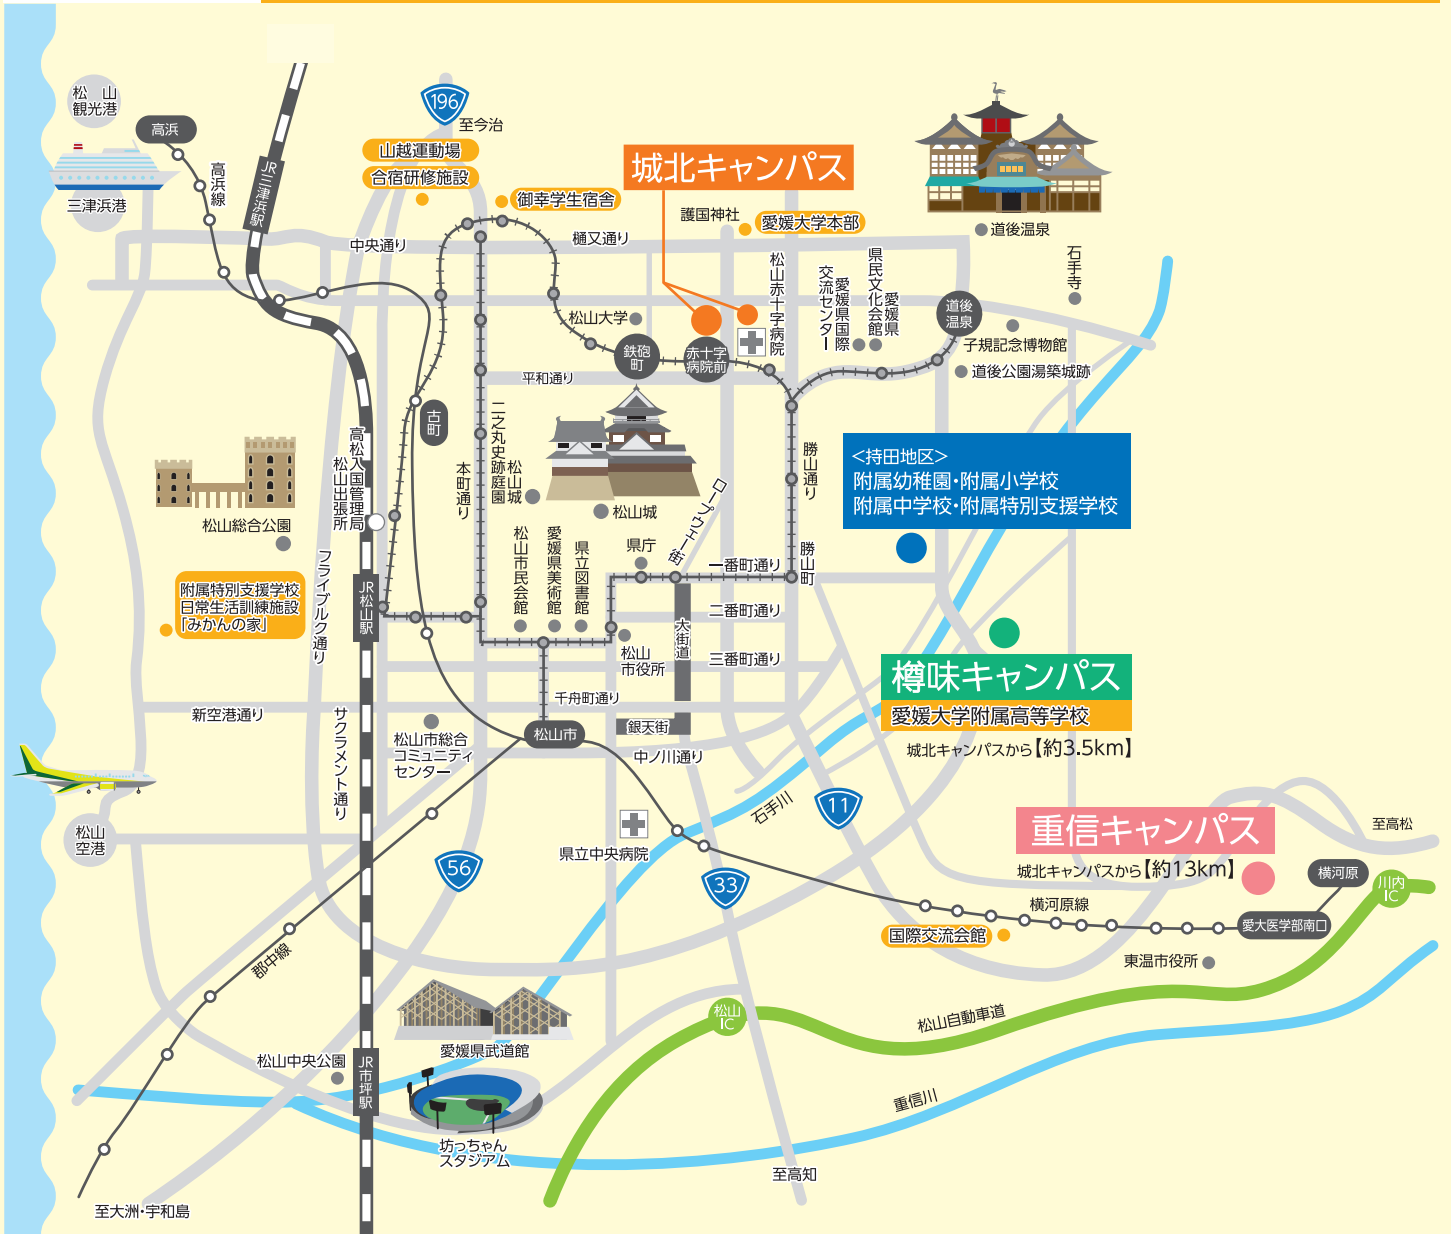 松　山
観光港
高浜
高浜線
三津浜港
JR三津浜駅
196
至今治
山越運動場
合宿研修施設
御幸学生宿舎
中央通り
樋又通り
城北キャンパス
護国神社
愛媛大学本部
道後温泉
石手寺
松山赤十字病院
愛媛県国際
交流センター
愛媛県
県民文化会館
道後
温泉
子規記念博物館
道後公園湯築城跡
松山大学
鉄砲
町
赤十字
病院前
平和通り
古町
本町通り
松山城
二之丸史跡庭園
松山城
ロープウェー街
勝山通り
勝山町
<持田地区>
附属幼稚園・附属小学校
附属中学校・附属特別支援学校
高松入国管理局
松山出張所
松山総合公園
附属特別支援学校
日常生活訓練施設
「みかんの家」
フライブルク通り
JR松山駅
松山市民会館
愛媛県美術館
県立図書館
県庁
一番町通り
二番町通り
三番町通り
大街道
松山
市役所
千舟町通り
銀天街
松山市
中ノ川通り
新空港通り
サクラメント通り
松山市総合
コミュニティ
センター
樽味キャンパス
愛媛大学附属高等学校
城北キャンパスから【約3.5km】
石手川
11
重信キャンパス
城北キャンパスから【約13km】
至高松
松山
空港
56
県立中央病院
33
横河原線
横河原
川内
IC
愛大医学部南口
国際交流会館
東温市役所
郡中線
松山
IC
松山自動車道
愛媛県武道館
松山中央公園
JR市坪駅
坊っちゃん
スタジアム
重信川
至高知
至大洲・宇和島